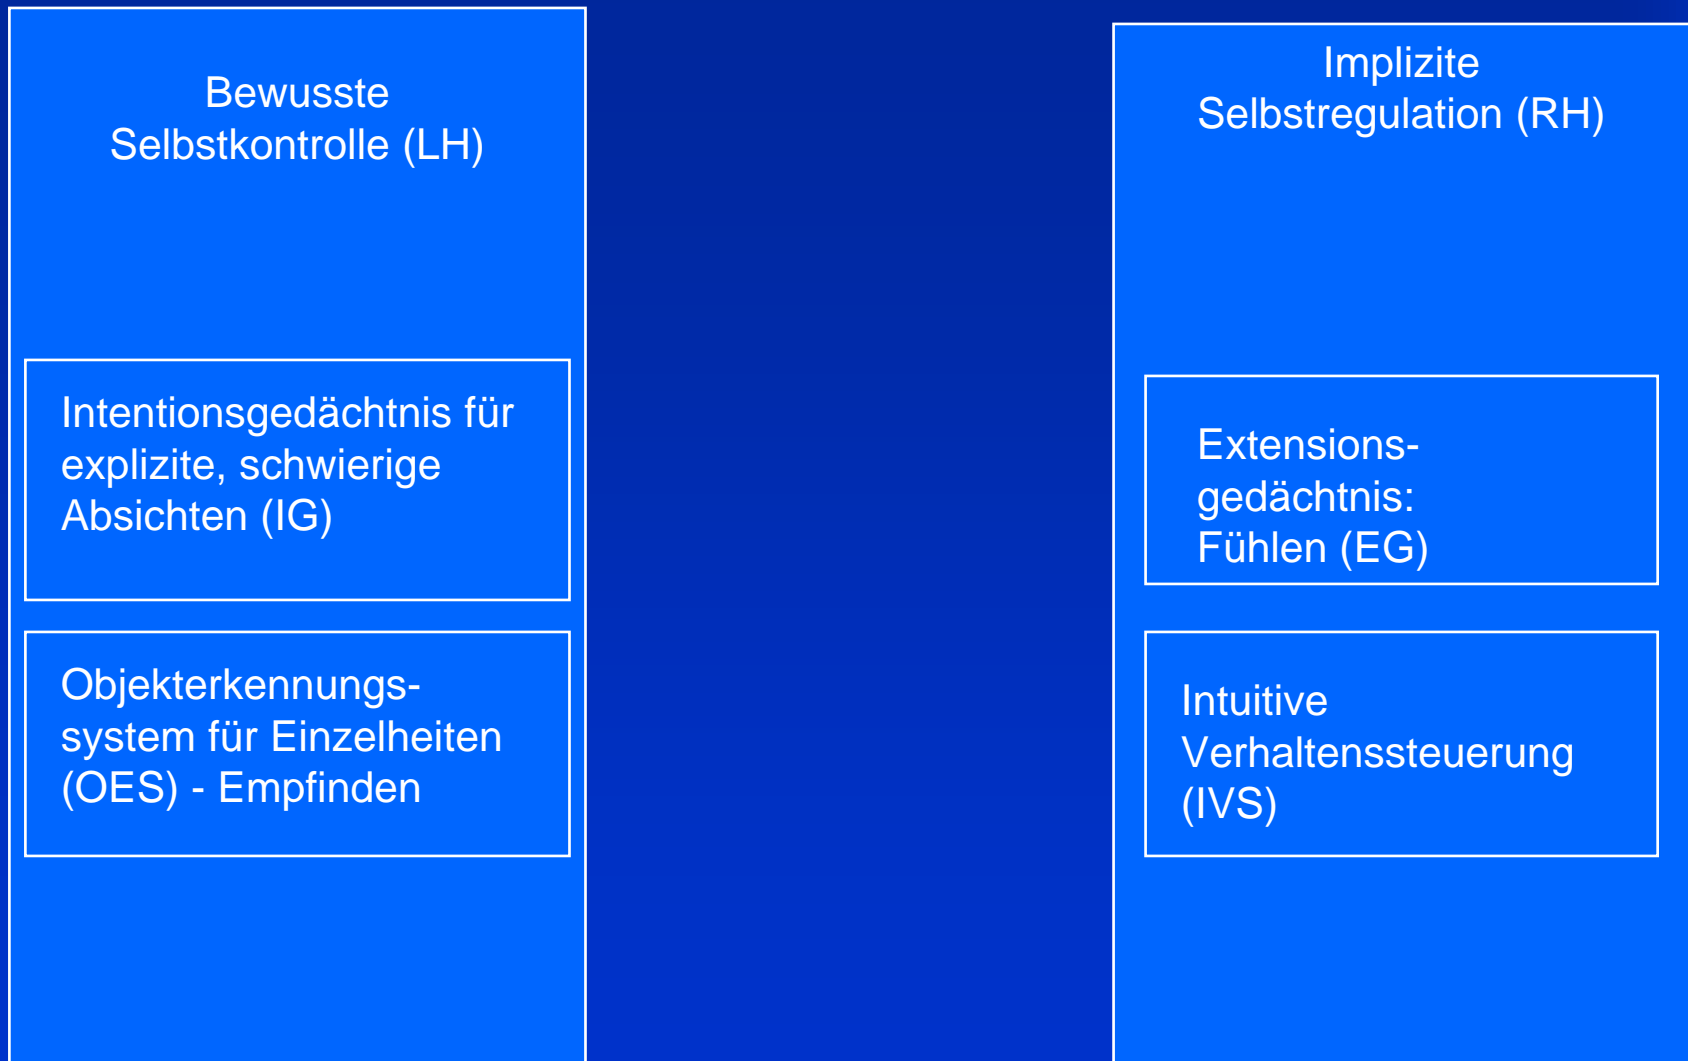 Bewusste
Selbstkontrolle (LH)
Intentionsgedächtnis für
explizite, schwierige
Absichten (IG)
Objekterkennungs-
system für Einzelheiten
(OES) - Empfinden
Implizite
Selbstregulation (RH)
Extensions-
gedächtnis:
Fühlen (EG)
Intuitive
Verhaltenssteuerung
(IVS)